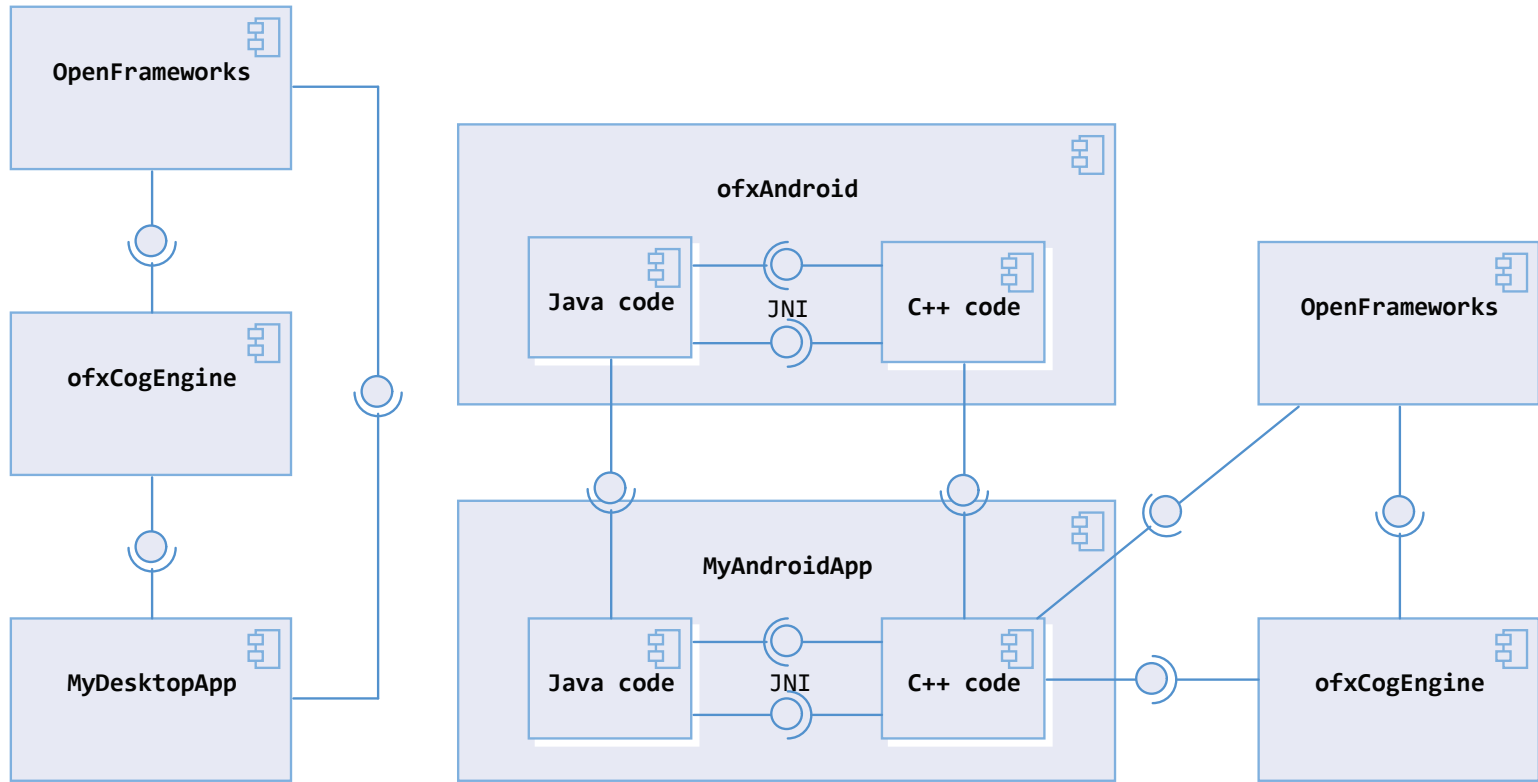 OpenFrameworks
ofxCogEngine
MyDesktopApp
ofxAndroid
Java code
JNI
C++ code
MyAndroidApp
Java code
JNI
C++ code
OpenFrameworks
ofxCogEngine